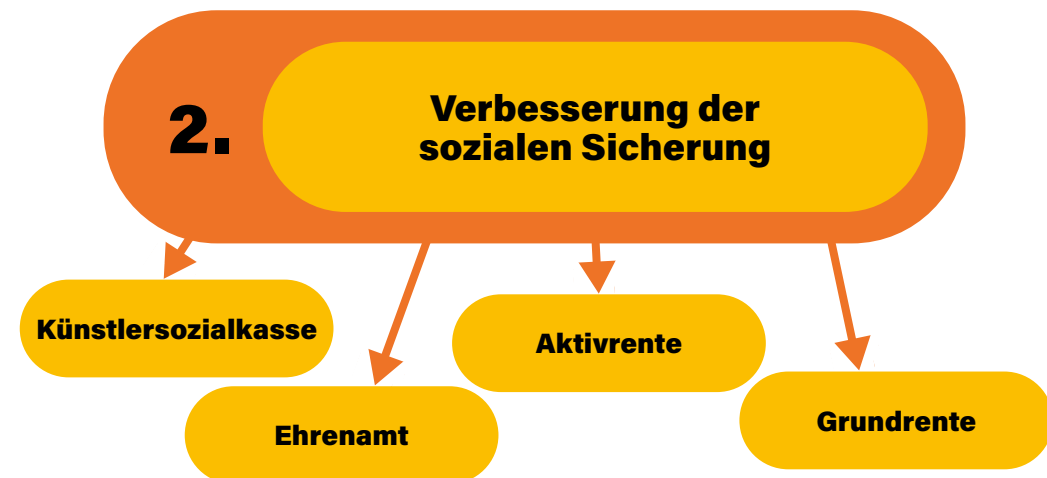 2.
Verbesserung der
sozialen Sicherung
Künstlersozialkasse
Ehrenamt
Aktivrente
Grundrente